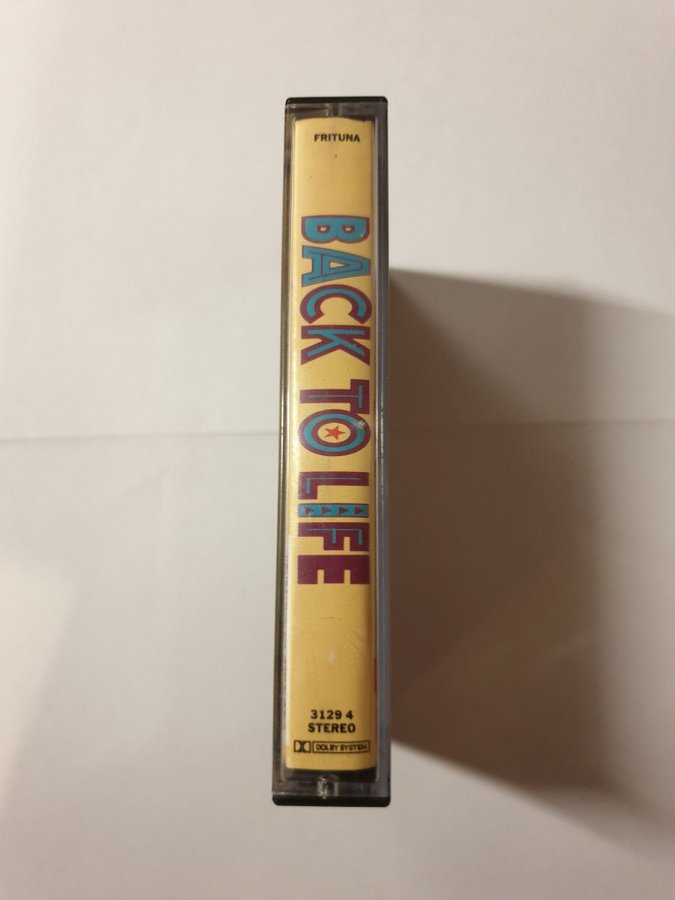 FRITUNA
BACK TO LIFE
3129 4
STEREO
DOLBY SYSTEM